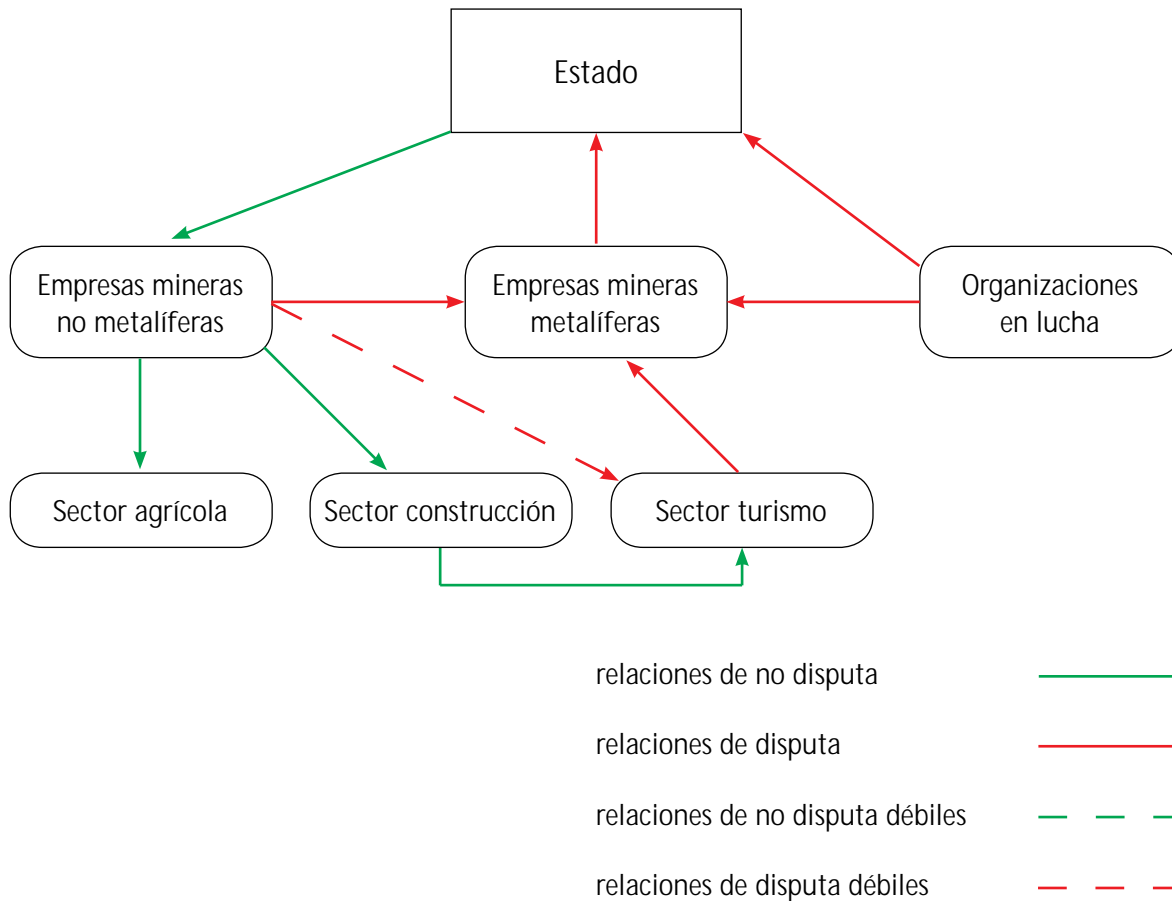 Estado
Empresas mineras
no metalíferas
Empresas mineras
metalíferas
Organizaciones
en lucha
Sector agrícola
Sector construcción
Sector turismo
relaciones de no disputa
relaciones de disputa
relaciones de no disputa débiles
relaciones de disputa débiles